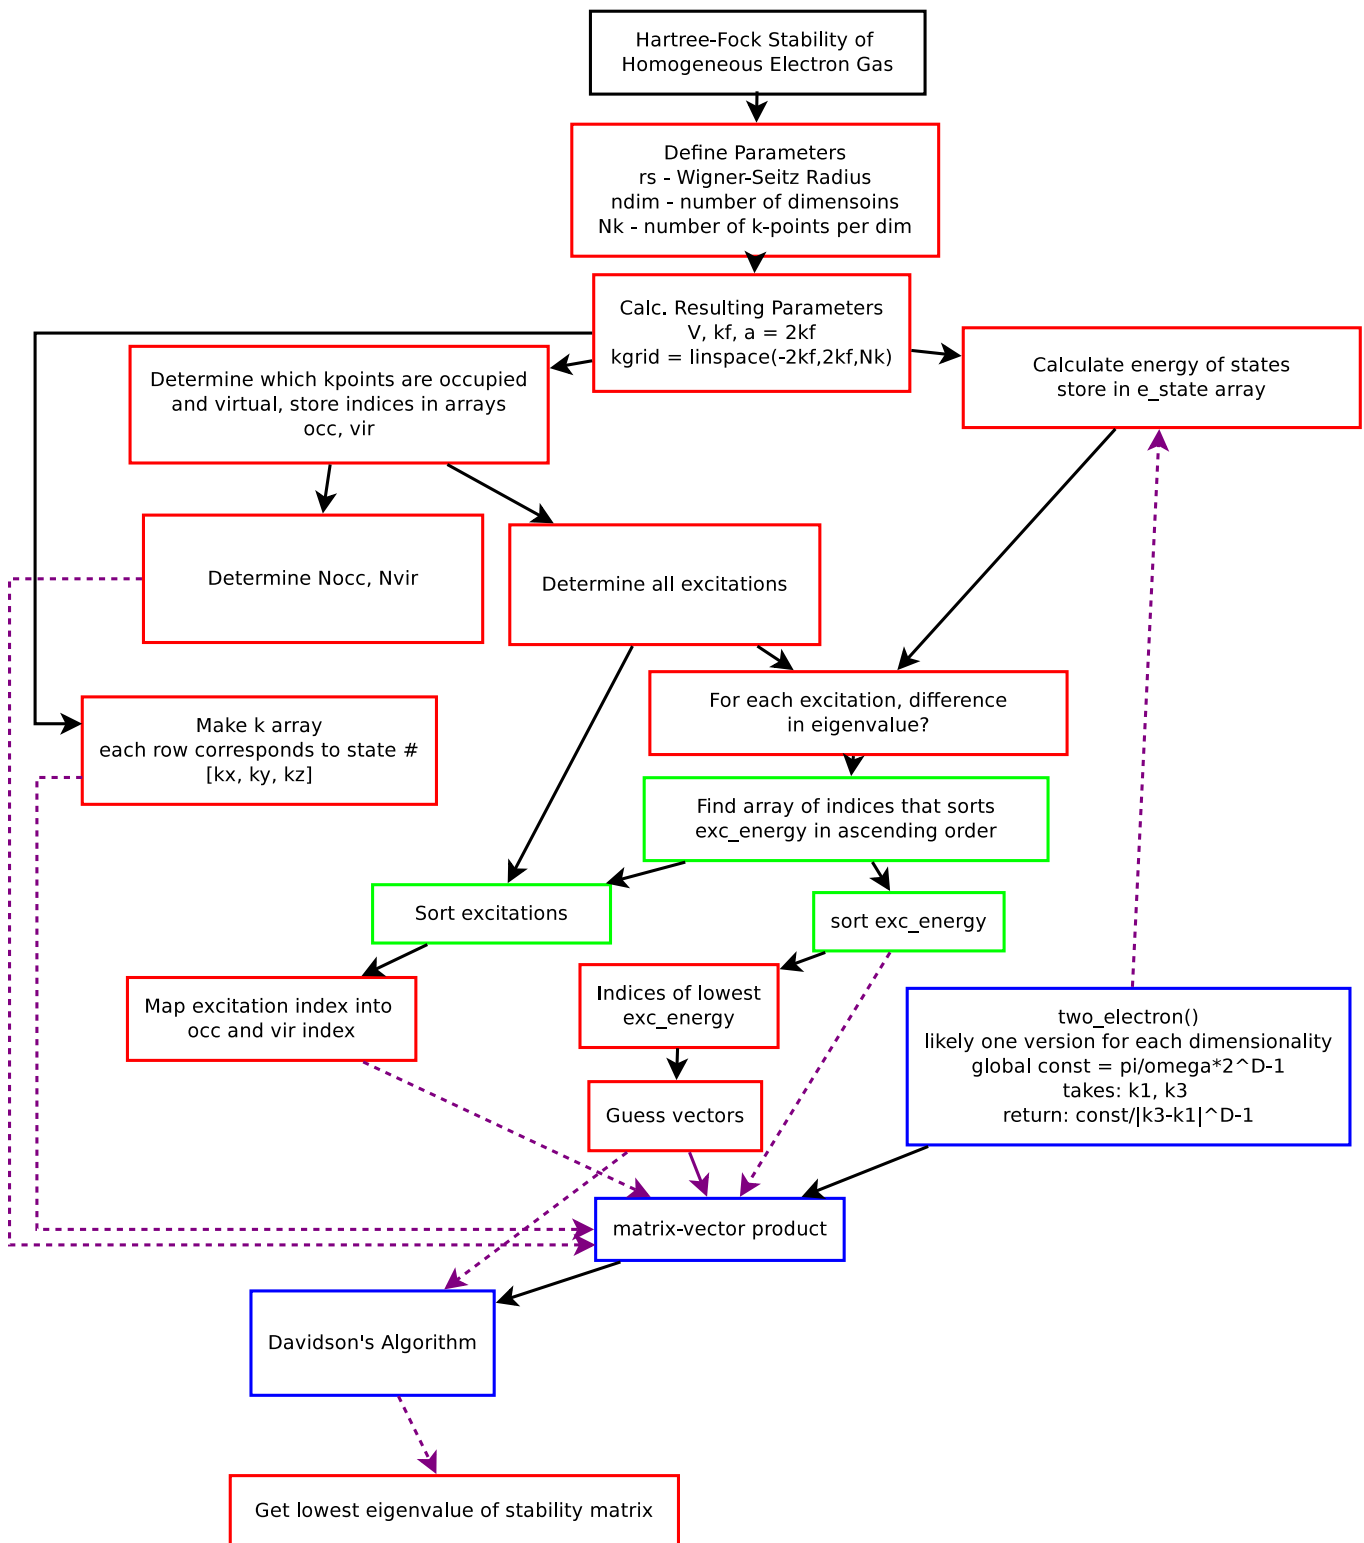 Hartree-Fock Stability of
Homogeneous Electron Gas
Define Parameters
rs - Wigner-Seitz Radius
ndim - number of dimensoins
Nk - number of k-points per dim
Calc. Resulting Parameters
V, kf, a = 2kf
kgrid = linspace(-2kf,2kf,Nk)
Determine which kpoints are occupied
and virtual, store indices in arrays
occ, vir
Calculate energy of states
store in e_state array
Determine Nocc, Nvir
Determine all excitations
For each excitation, difference
in eigenvalue?
Make k array
each row corresponds to state #
[kx, ky, kz]
Find array of indices that sorts
exc_energy in ascending order
Sort excitations
sort exc_energy
Map excitation index into
occ and vir index
Indices of lowest
exc_energy
two_electron()
likely one version for each dimensionality
global const = pi/omega*2^D-1
takes: k1, k3
return: const/|k3-k1|^D-1
Guess vectors
matrix-vector product
Davidson's Algorithm
Get lowest eigenvalue of stability matrix